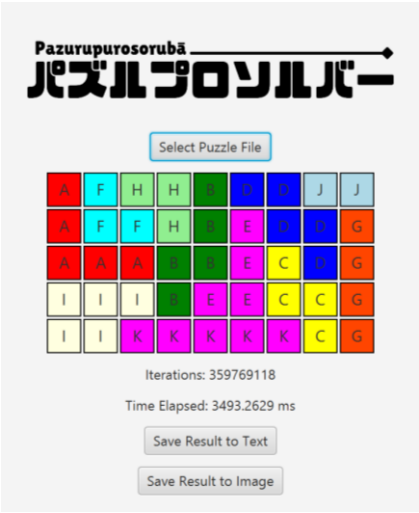 Pazurupurosorubā
パズルプロソルバー
Select Puzzle File
A F H H B D D J J
A F F H B E D D G
A A A B B E C D G
I I I B E E C C G
I I K K K K K C G
Iterations: 359769118
Time Elapsed: 3493.2629 ms
Save Result to Text
Save Result to Image